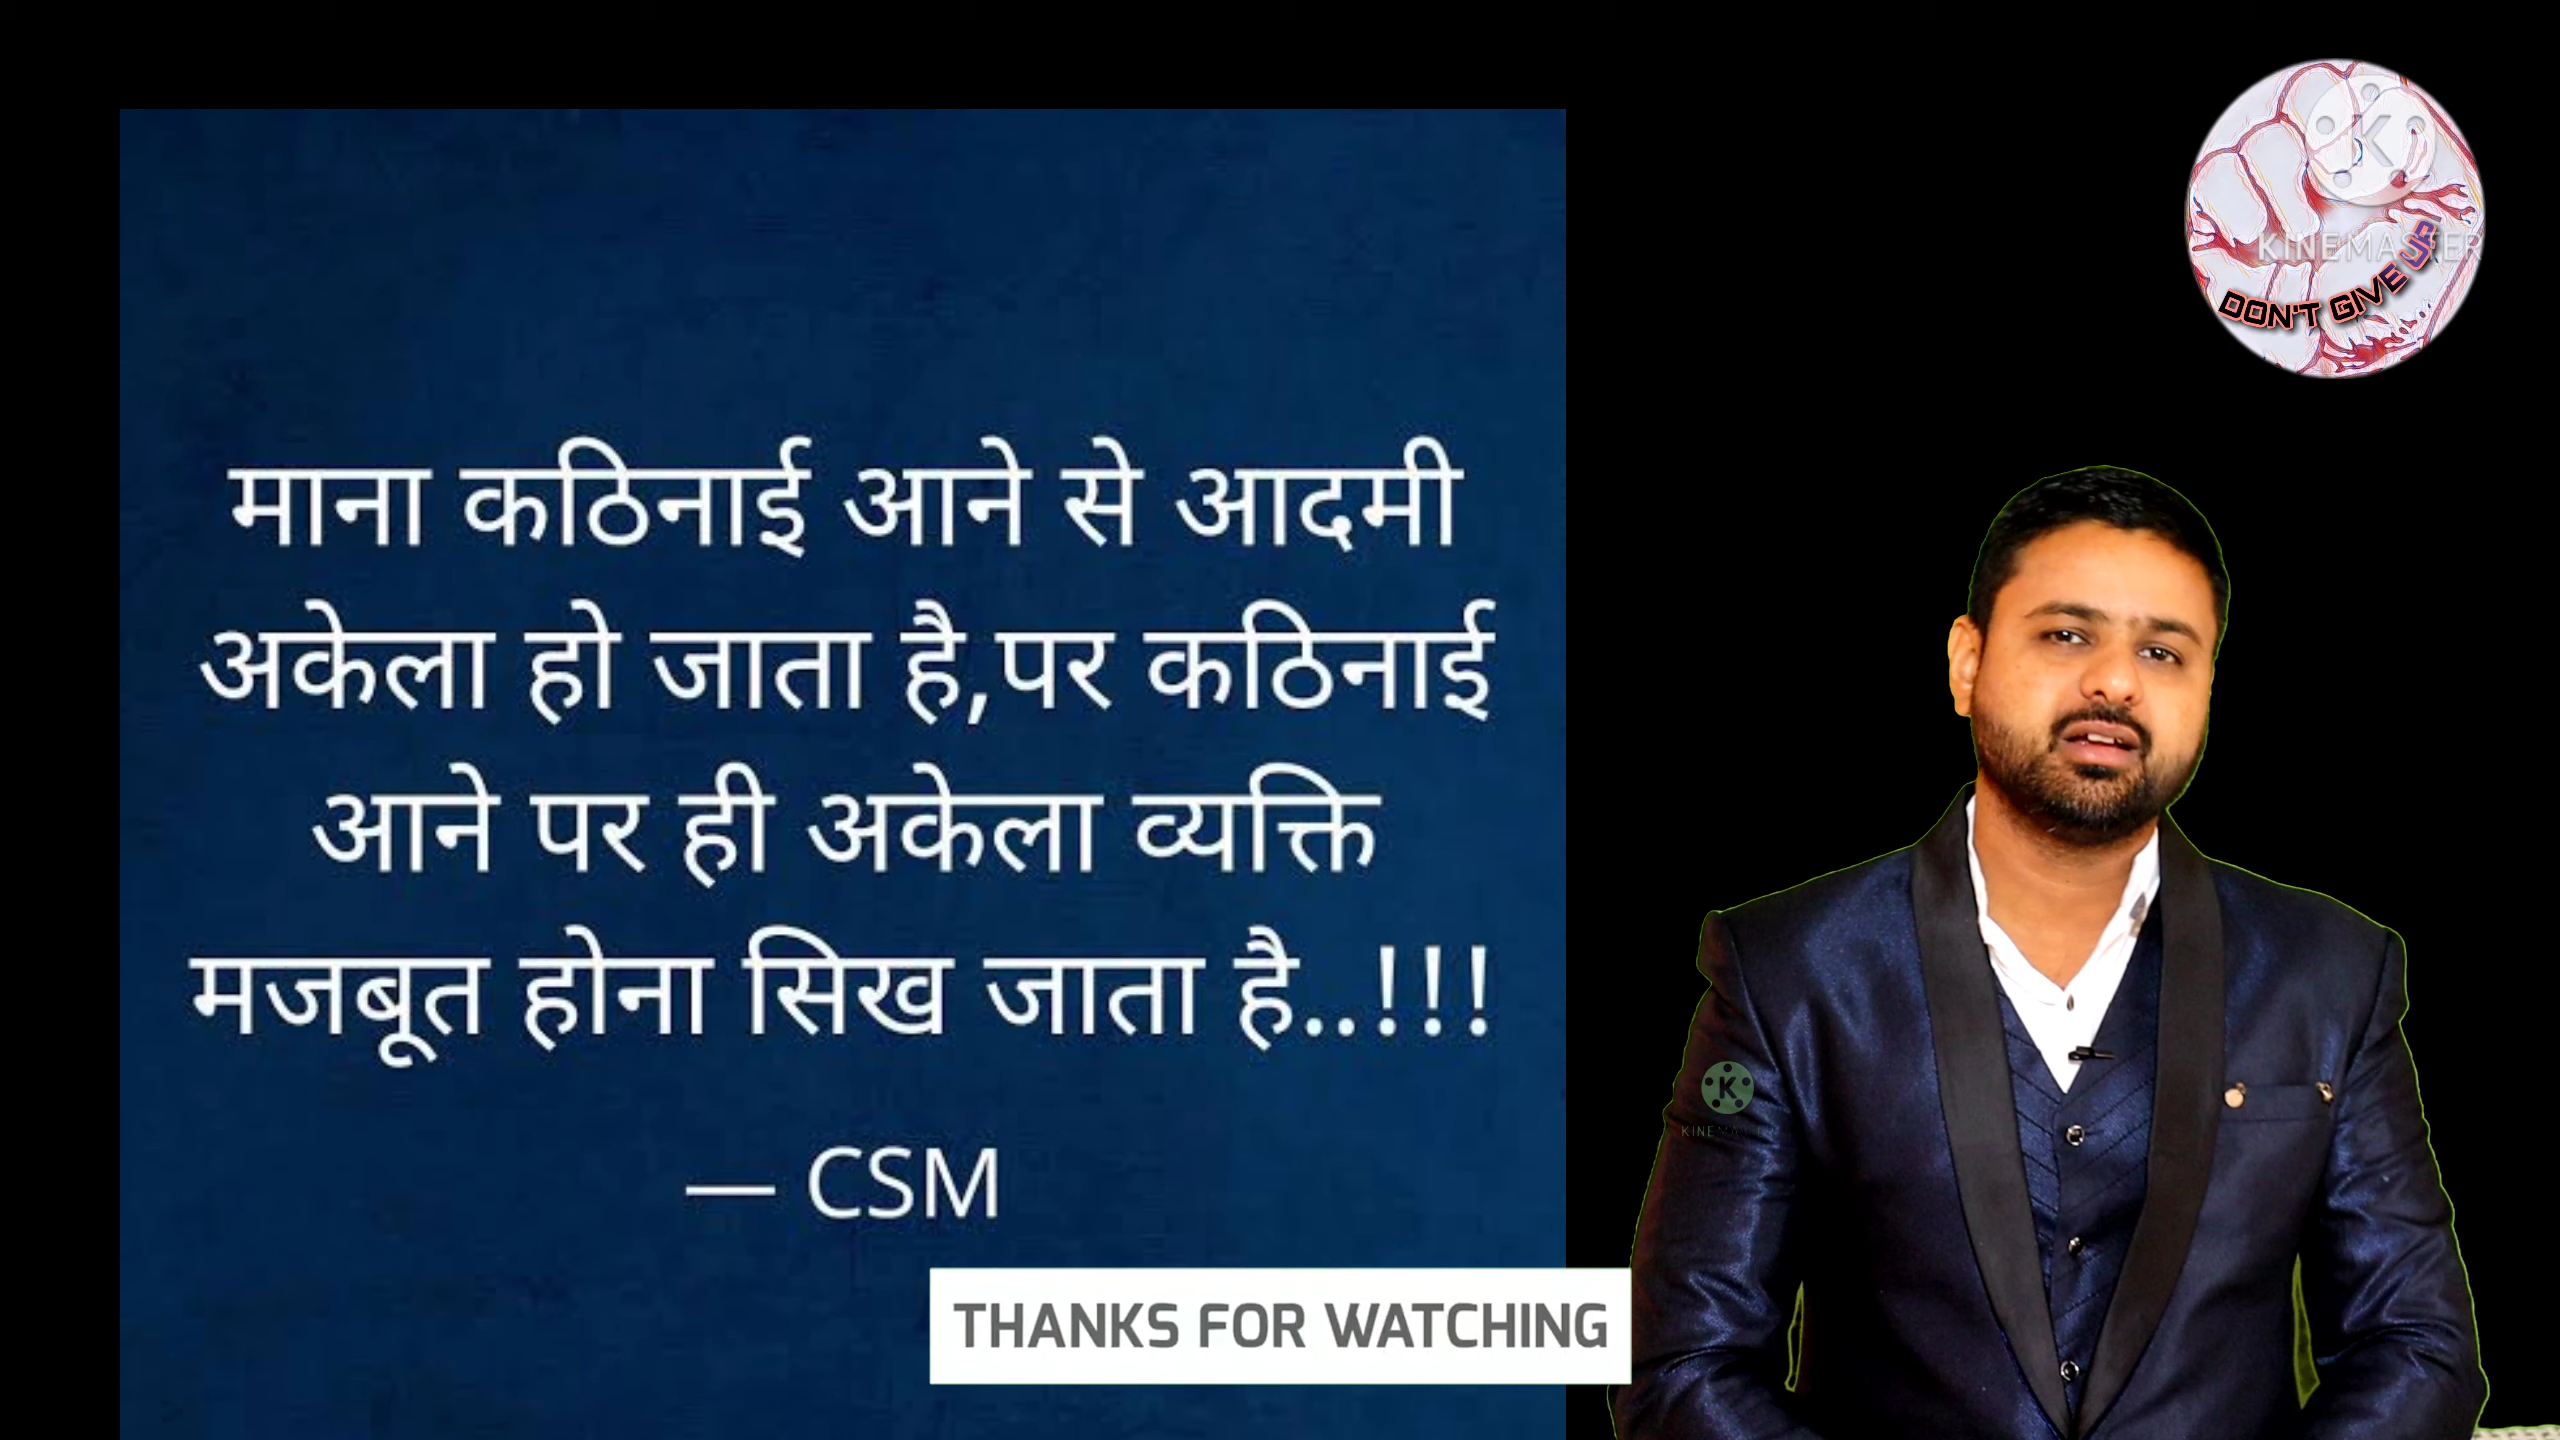 माना कठिनाई आने से आदमी
अकेला हो जाता है,पर कठिनाई
आने पर ही अकेला व्यक्ति
मजबूत होना सिख जाता है..!!!
— CSM
THANKS FOR WATCHING
K
KINEMASTER
DON'T GIVE UP...
K
KINEMASTER